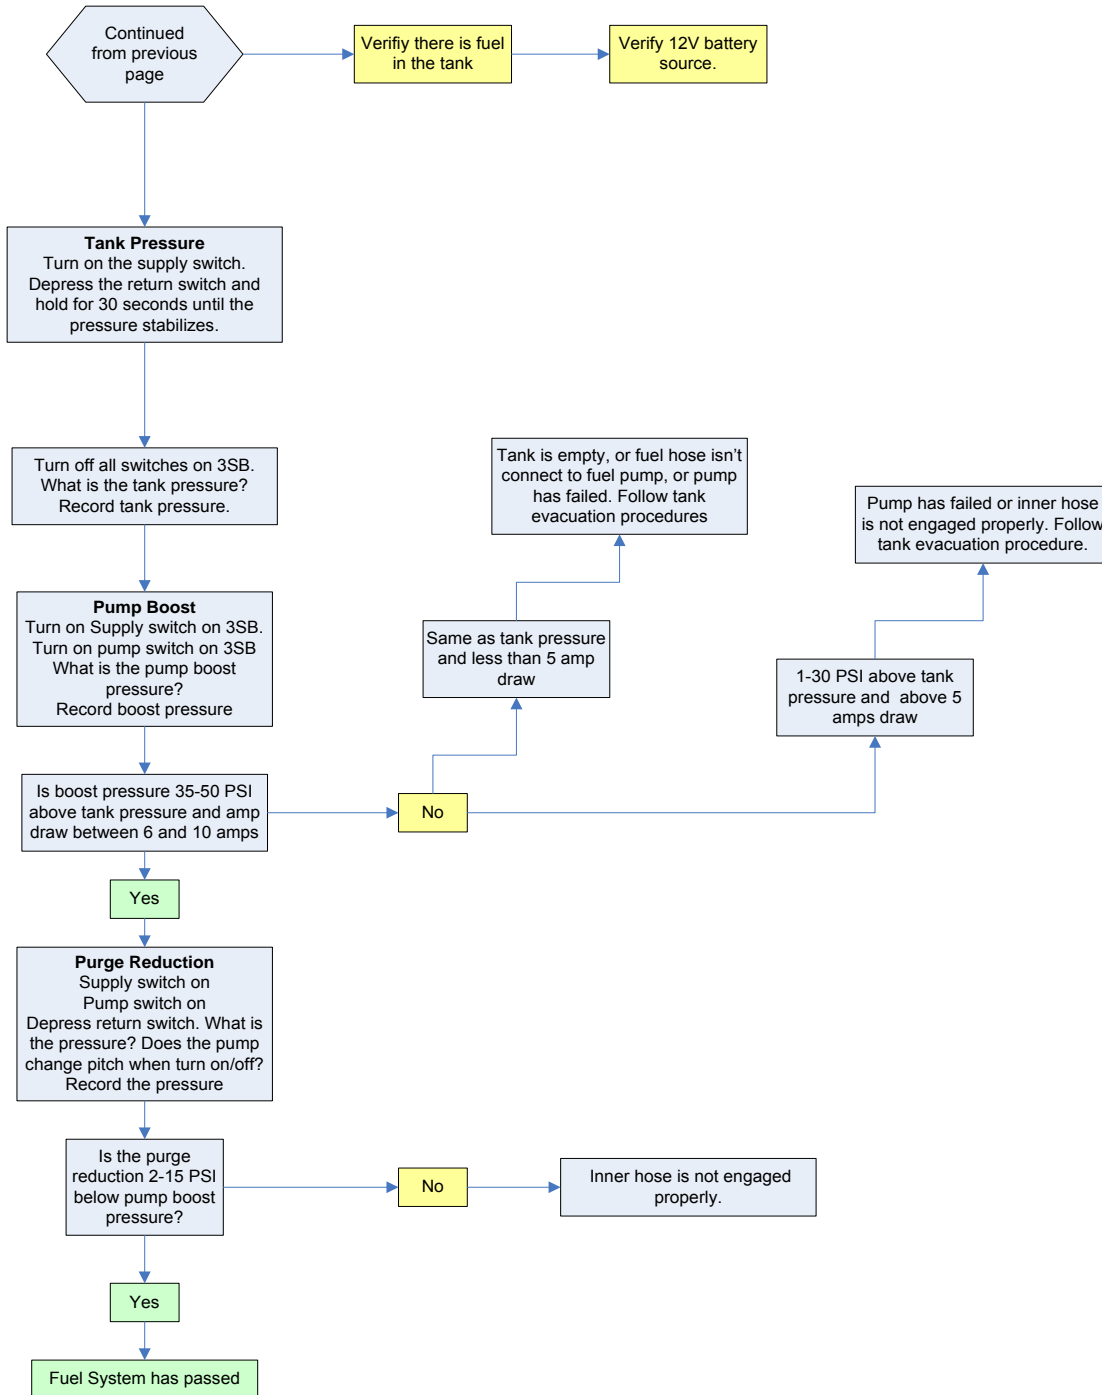 Continued
from previous
page
Verifiy there is fuel
in the tank
Verify 12V battery
source.
Tank Pressure
Turn on the supply switch.
Depress the return switch and
hold for 30 seconds until the
pressure stabilizes.
Turn off all switches on 3SB.
What is the tank pressure?
Record tank pressure.
Tank is empty, or fuel hose isn’t
connect to fuel pump, or pump
has failed. Follow tank
evacuation procedures
Pump has failed or inner hose
is not engaged properly. Follow
tank evacuation procedure.
Pump Boost
Turn on Supply switch on 3SB.
Turn on pump switch on 3SB
What is the pump boost
pressure?
Record boost pressure
Same as tank pressure
and less than 5 amp
draw
1-30 PSI above tank
pressure and above 5
amps draw
Is boost pressure 35-50 PSI
above tank pressure and amp
draw between 6 and 10 amps
No
Yes
Purge Reduction
Supply switch on
Pump switch on
Depress return switch. What is
the pressure? Does the pump
change pitch when turn on/off?
Record the pressure
Is the purge
reduction 2-15 PSI
below pump boost
pressure?
No
Inner hose is not engaged
properly.
Yes
Fuel System has passed